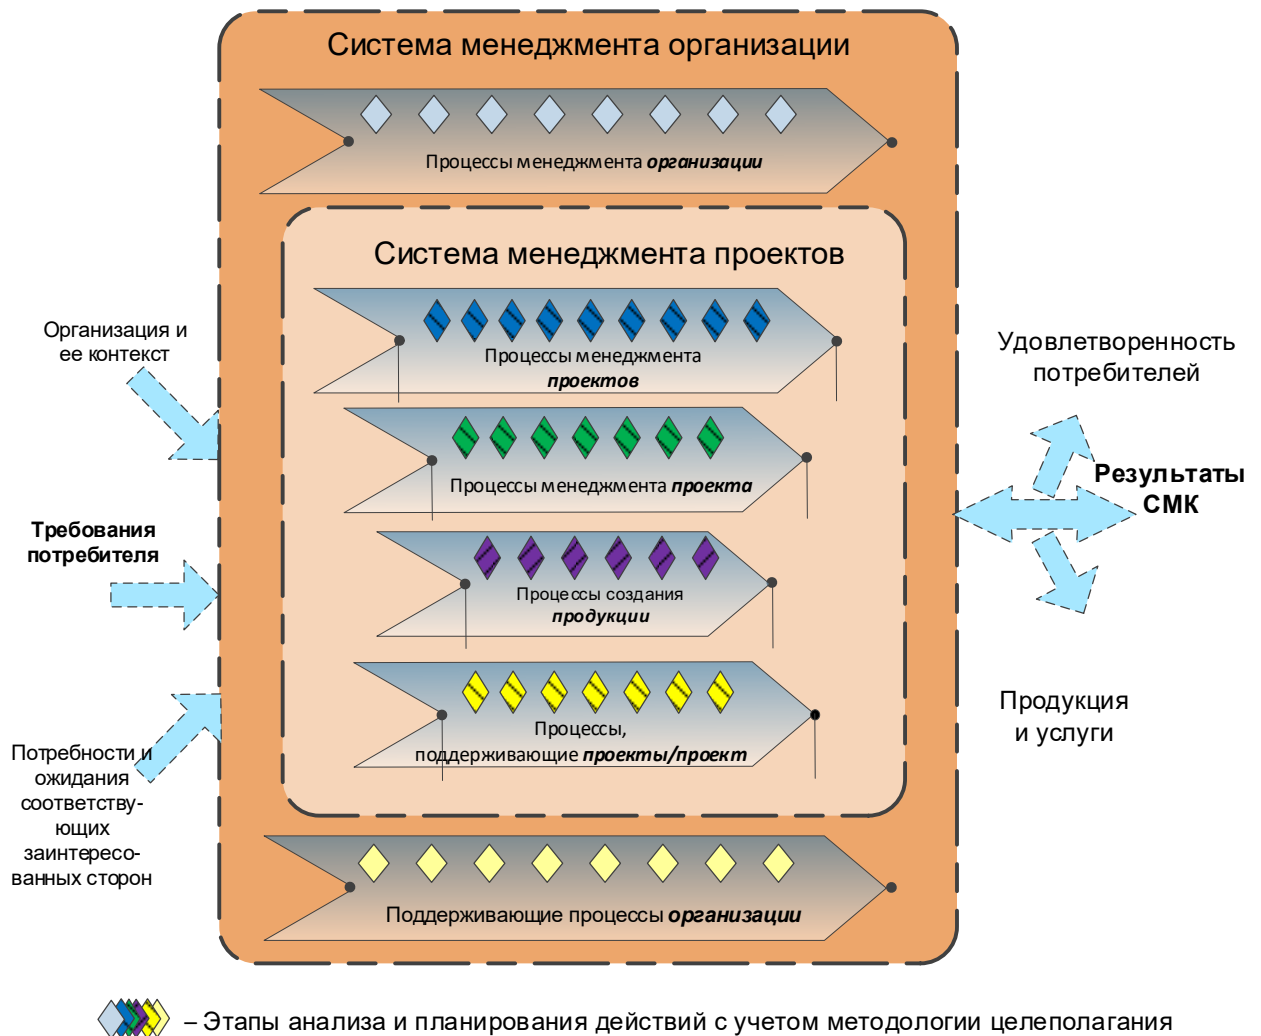 Система менеджмента организации
Процессы менеджмента организации
Система менеджмента проектов
Процессы менеджмента
проектов
Процессы менеджмента проекта
Процессы создания
продукции
Процессы,
поддерживающие проекты/проект
Поддерживающие процессы организации
Организация и
ее контекст
Требования
потребителя
Потребности и
ожидания
соответству-
ющих
заинтересо-
ванных сторон
Удовлетворенность
потребителей
Результаты
СМК
Продукция
и услуги
– Этапы анализа и планирования действий с учетом методологии целеполагания